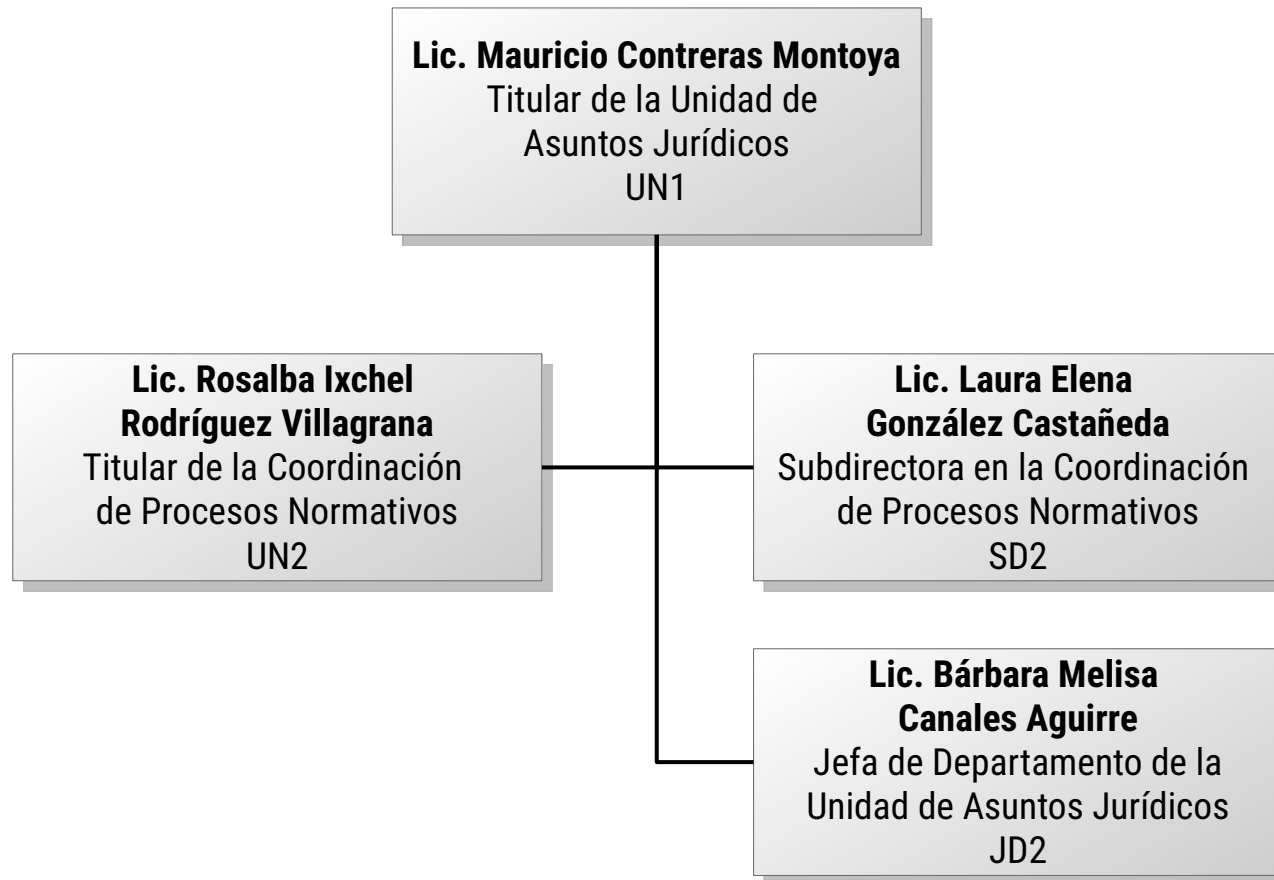 Lic. Mauricio Contreras Montoya
Titular de la Unidad de
Asuntos Jurídicos
UN1
Lic. Rosalba Ixchel
Rodríguez Villagrana
Titular de la Coordinación
de Procesos Normativos
UN2
Lic. Laura Elena
González Castañeda
Subdirectora en la Coordinación
de Procesos Normativos
SD2
Lic. Bárbara Melisa
Canales Aguirre
Jefa de Departamento de la
Unidad de Asuntos Jurídicos
JD2